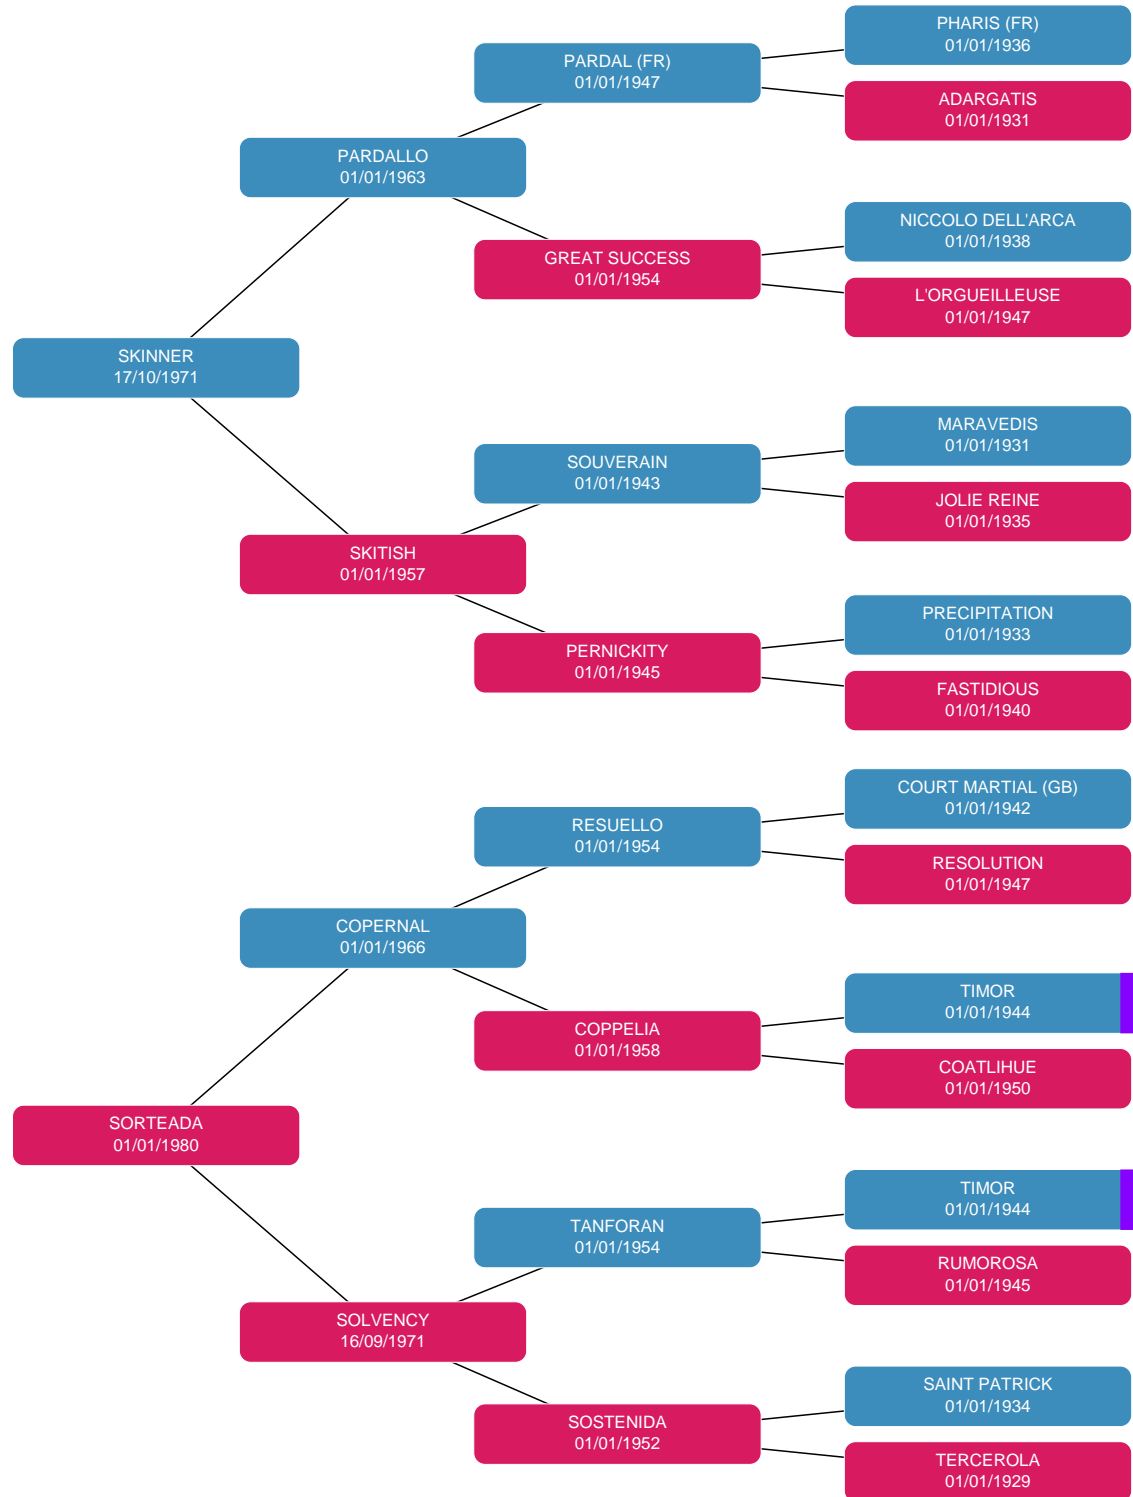 PHARIS (FR)
01/01/1936
PARDAL (FR)
01/01/1947
ADARGATIS
01/01/1931
PARDALLO
01/01/1963
NICCOLO DELL'ARCA
01/01/1938
GREAT SUCCESS
01/01/1954
L'ORGUEILLEUSE
01/01/1947
SKINNER
17/10/1971
MARAVEDIS
01/01/1931
SOUVERAIN
01/01/1943
JOLIE REINE
01/01/1935
SKITISH
01/01/1957
PRECIPITATION
01/01/1933
PERNICKITY
01/01/1945
FASTIDIOUS
01/01/1940
COURT MARTIAL (GB)
01/01/1942
RESUELLO
01/01/1954
RESOLUTION
01/01/1947
COPERNAL
01/01/1966
TIMOR
01/01/1944
COPPELIA
01/01/1958
COATLIHUE
01/01/1950
SORTEADA
01/01/1980
TIMOR
01/01/1944
TANFORAN
01/01/1954
RUMOROSA
01/01/1945
SOLVENCY
16/09/1971
SAINT PATRICK
01/01/1934
SOSTENIDA
01/01/1952
TERCEROLA
01/01/1929